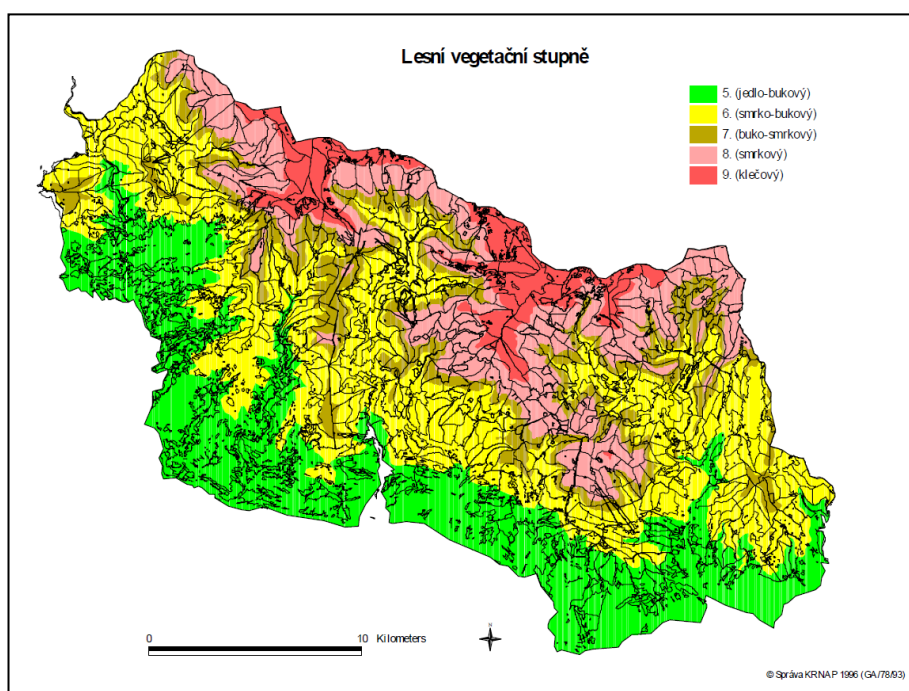 Lesní vegetační stupně
5. (jedlo-bukový)
6. (smrko-bukový)
7. (buko-smrkový)
8. (smrkový)
9. (klečový)
0 10 Kilometers
N
© Správa KRNAP 1996 (GA/78/93)